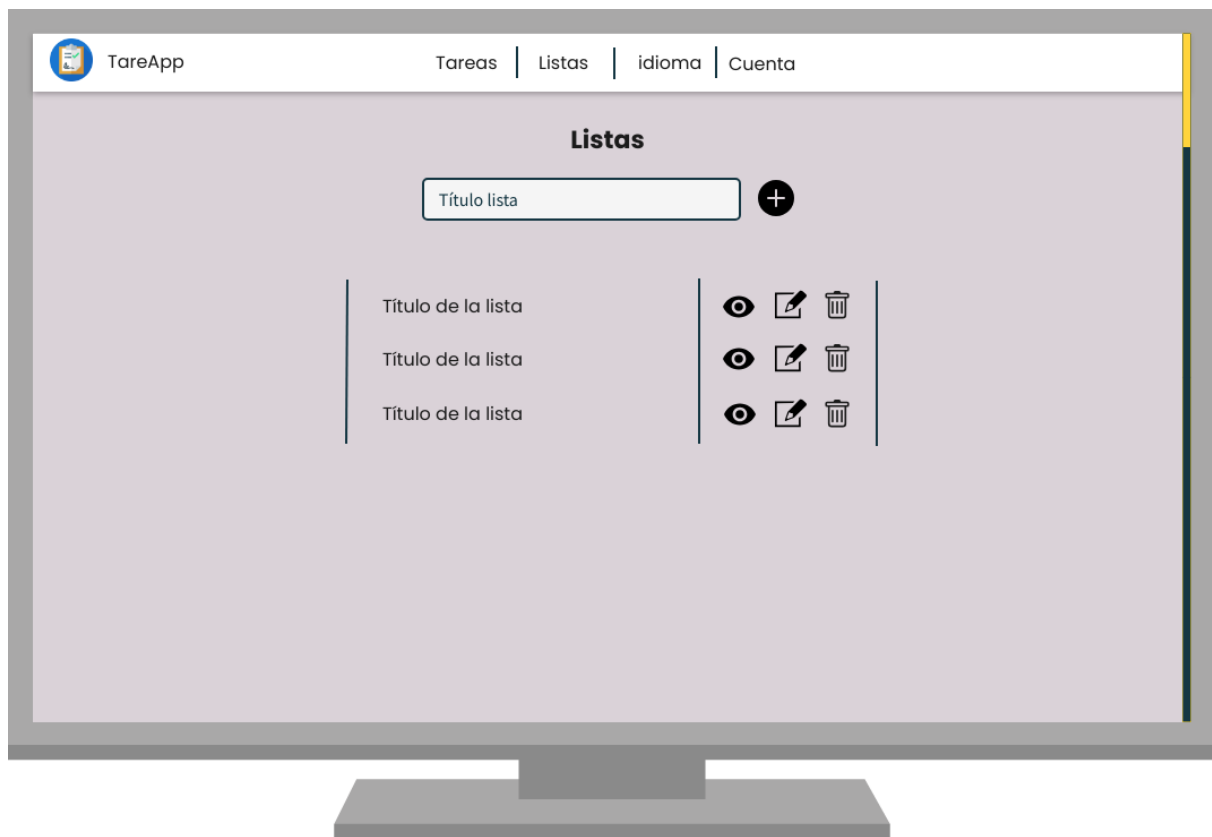 TareApp
Tareas Listas idioma Cuenta
Listas
Título lista
Título de la lista
Título de la lista
Título de la lista